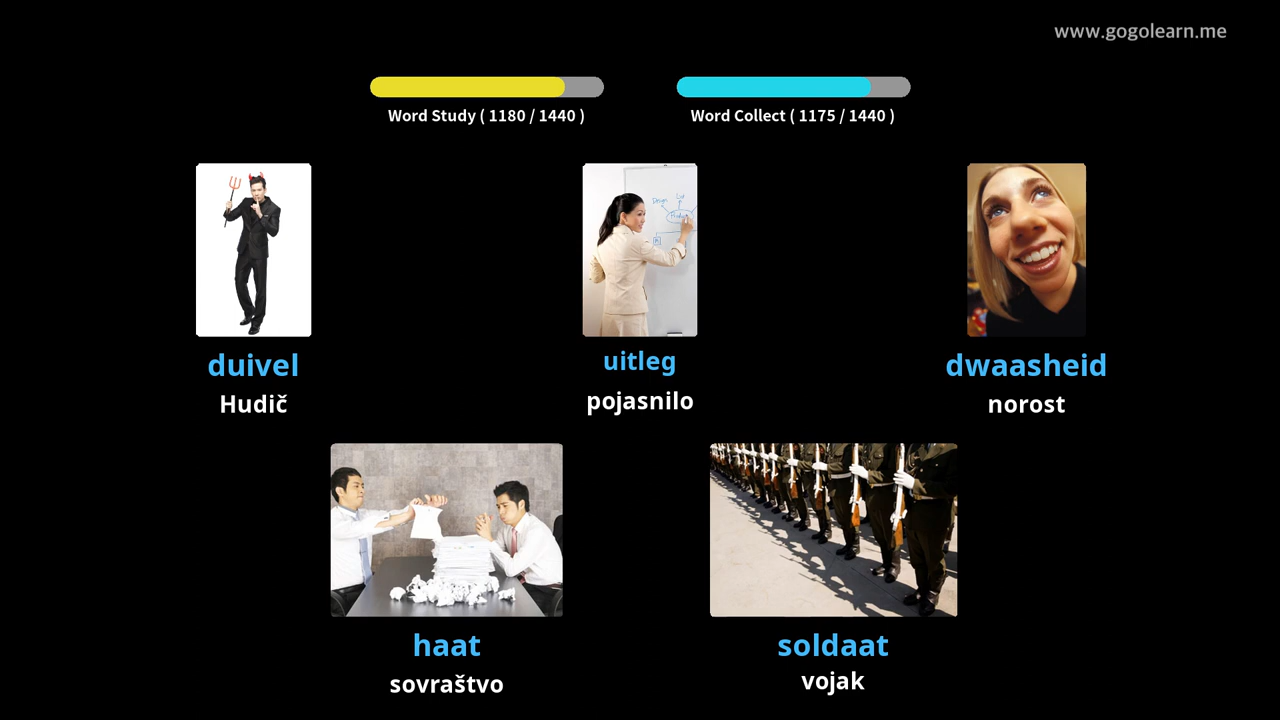 www.gogolearn.me
Word Study ( 1180 / 1440 )
Word Collect ( 1175 / 1440 )
duivel
Hudič
uitleg
pojasnilo
dwaasheid
norost
haat
sovraštvo
soldaat
vojak